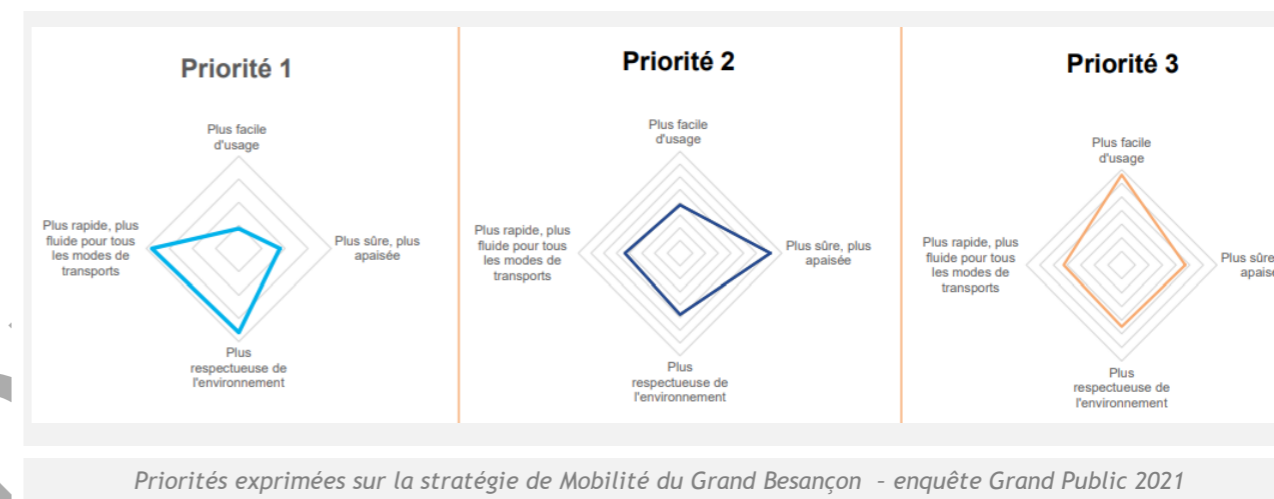 Priorité 1
Plus facile
d'usage
Plus rapide, plus
fluide pour tous
les modes de
transports
Plus sûre, plus
apaisée
Plus
respectueuse de
l'environnement
Priorité 2
Plus facile
d'usage
Plus rapide, plus
fluide pour tous
les modes de
transports
Plus sûre, plus
apaisée
Plus
respectueuse de
l'environnement
Priorité 3
Plus facile
d'usage
Plus rapide, plus
fluide pour tous
les modes de
transports
Plus sûre
apais
Plus
respectueuse de
l'environnement
Priorités exprimées sur la stratégie de Mobilité du Grand Besançon - enquête Grand Public 2021